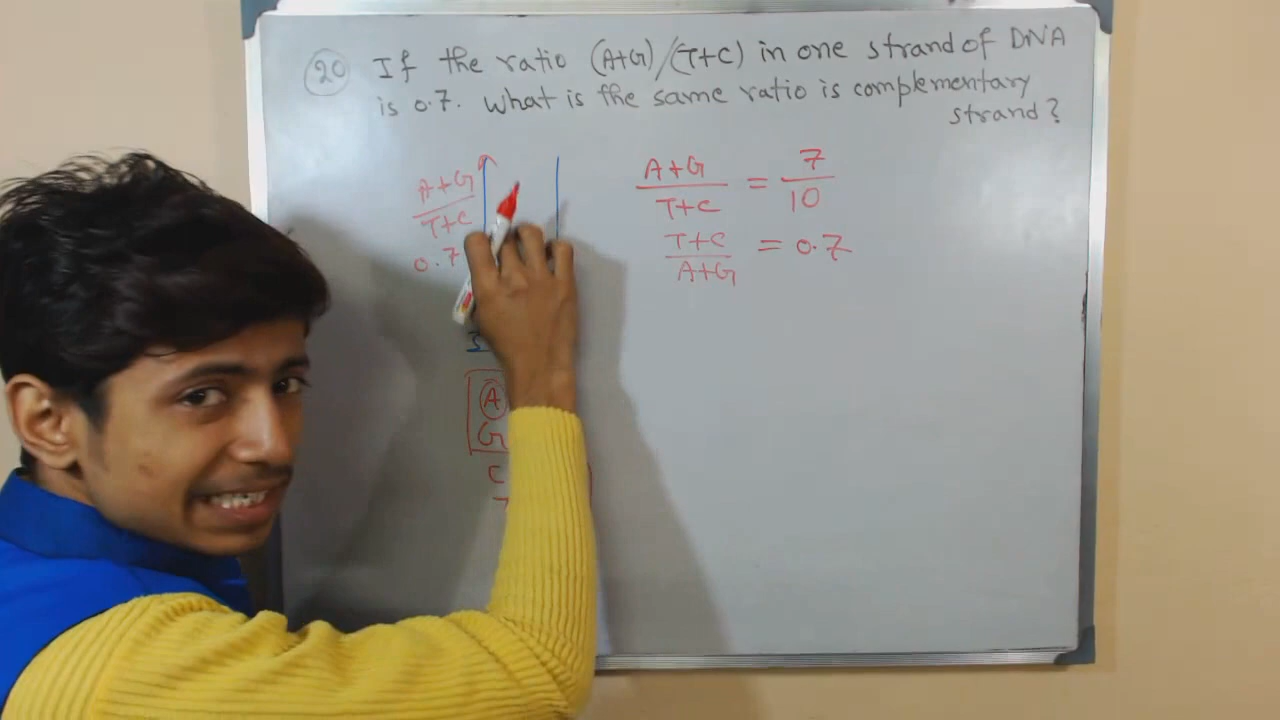 20 If the ratio (A+G)/(T+C) in one strand of DNA
is 0.7. What is the same ratio is complementary
strand?
A+G
T+C
0.7
A
G
C
A+G
T+C
= 7
10
T+C
A+G
= 0.7